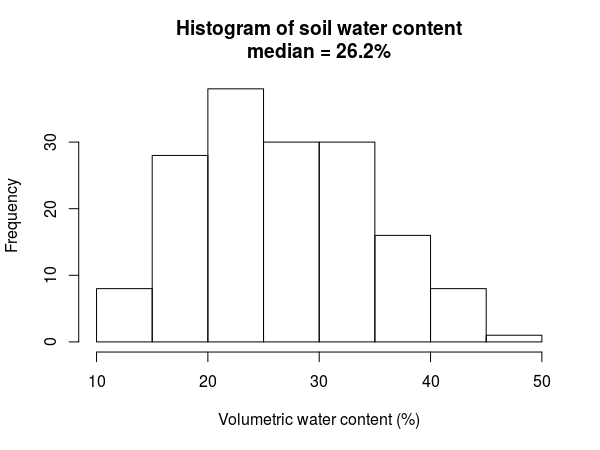 Histogram of soil water content
median = 26.2%
Frequency
30
20
10
0
10 20 30 40 50
Volumetric water content (%)